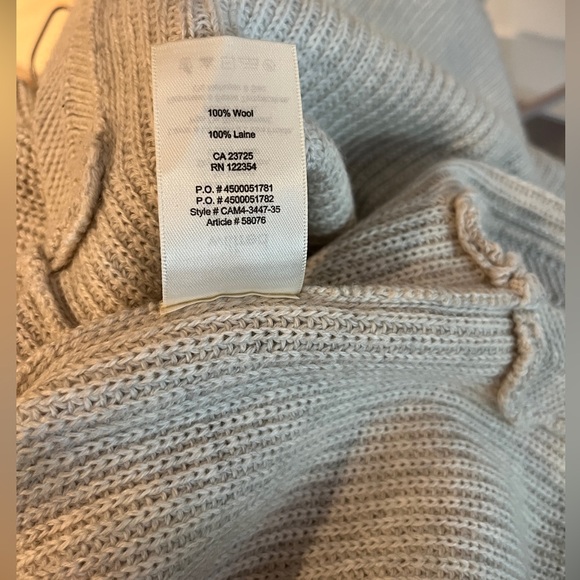 100% Wool
100% Laine
CA 23725
RN 122354
P.O. # 4500051781
P.O. # 4500051782
Style # CAM4-3447-35
Article # 58076